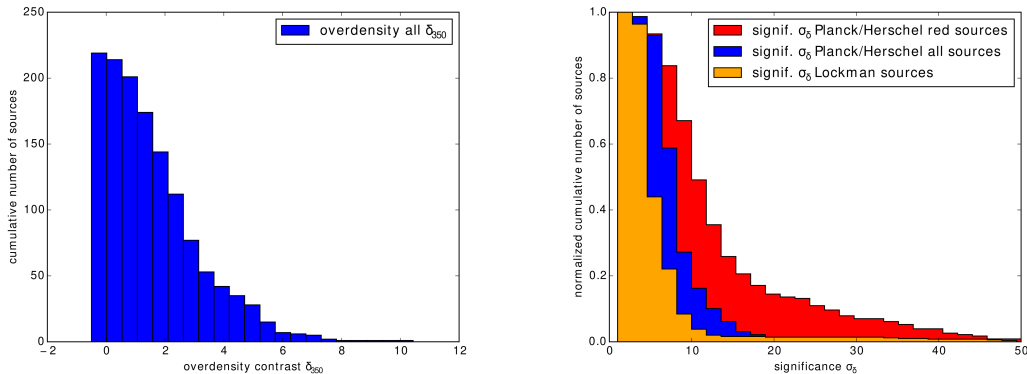 250
200
150
100
50
0
cumulative number of sources
overdensity all δ350
−2 0 2 4 6 8 10 12
overdensity contrast δ350
1.0
0.8
0.6
0.4
0.2
0.0
normalized cumulative number of sources
signif. σδ Planck/Herschel red sources
signif. σδ Planck/Herschel all sources
signif. σδ Lockman sources
0 10 20 30 40 50
significance σδ